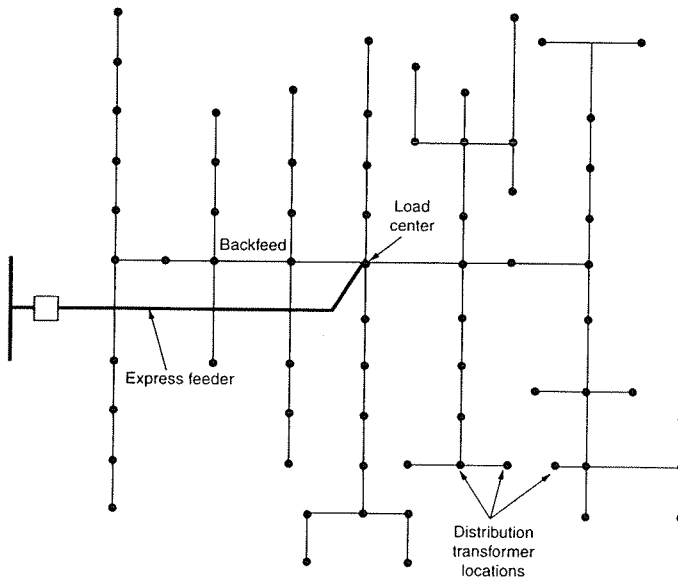 Load
center
Backfeed
Express feeder
Distribution
transformer
locations